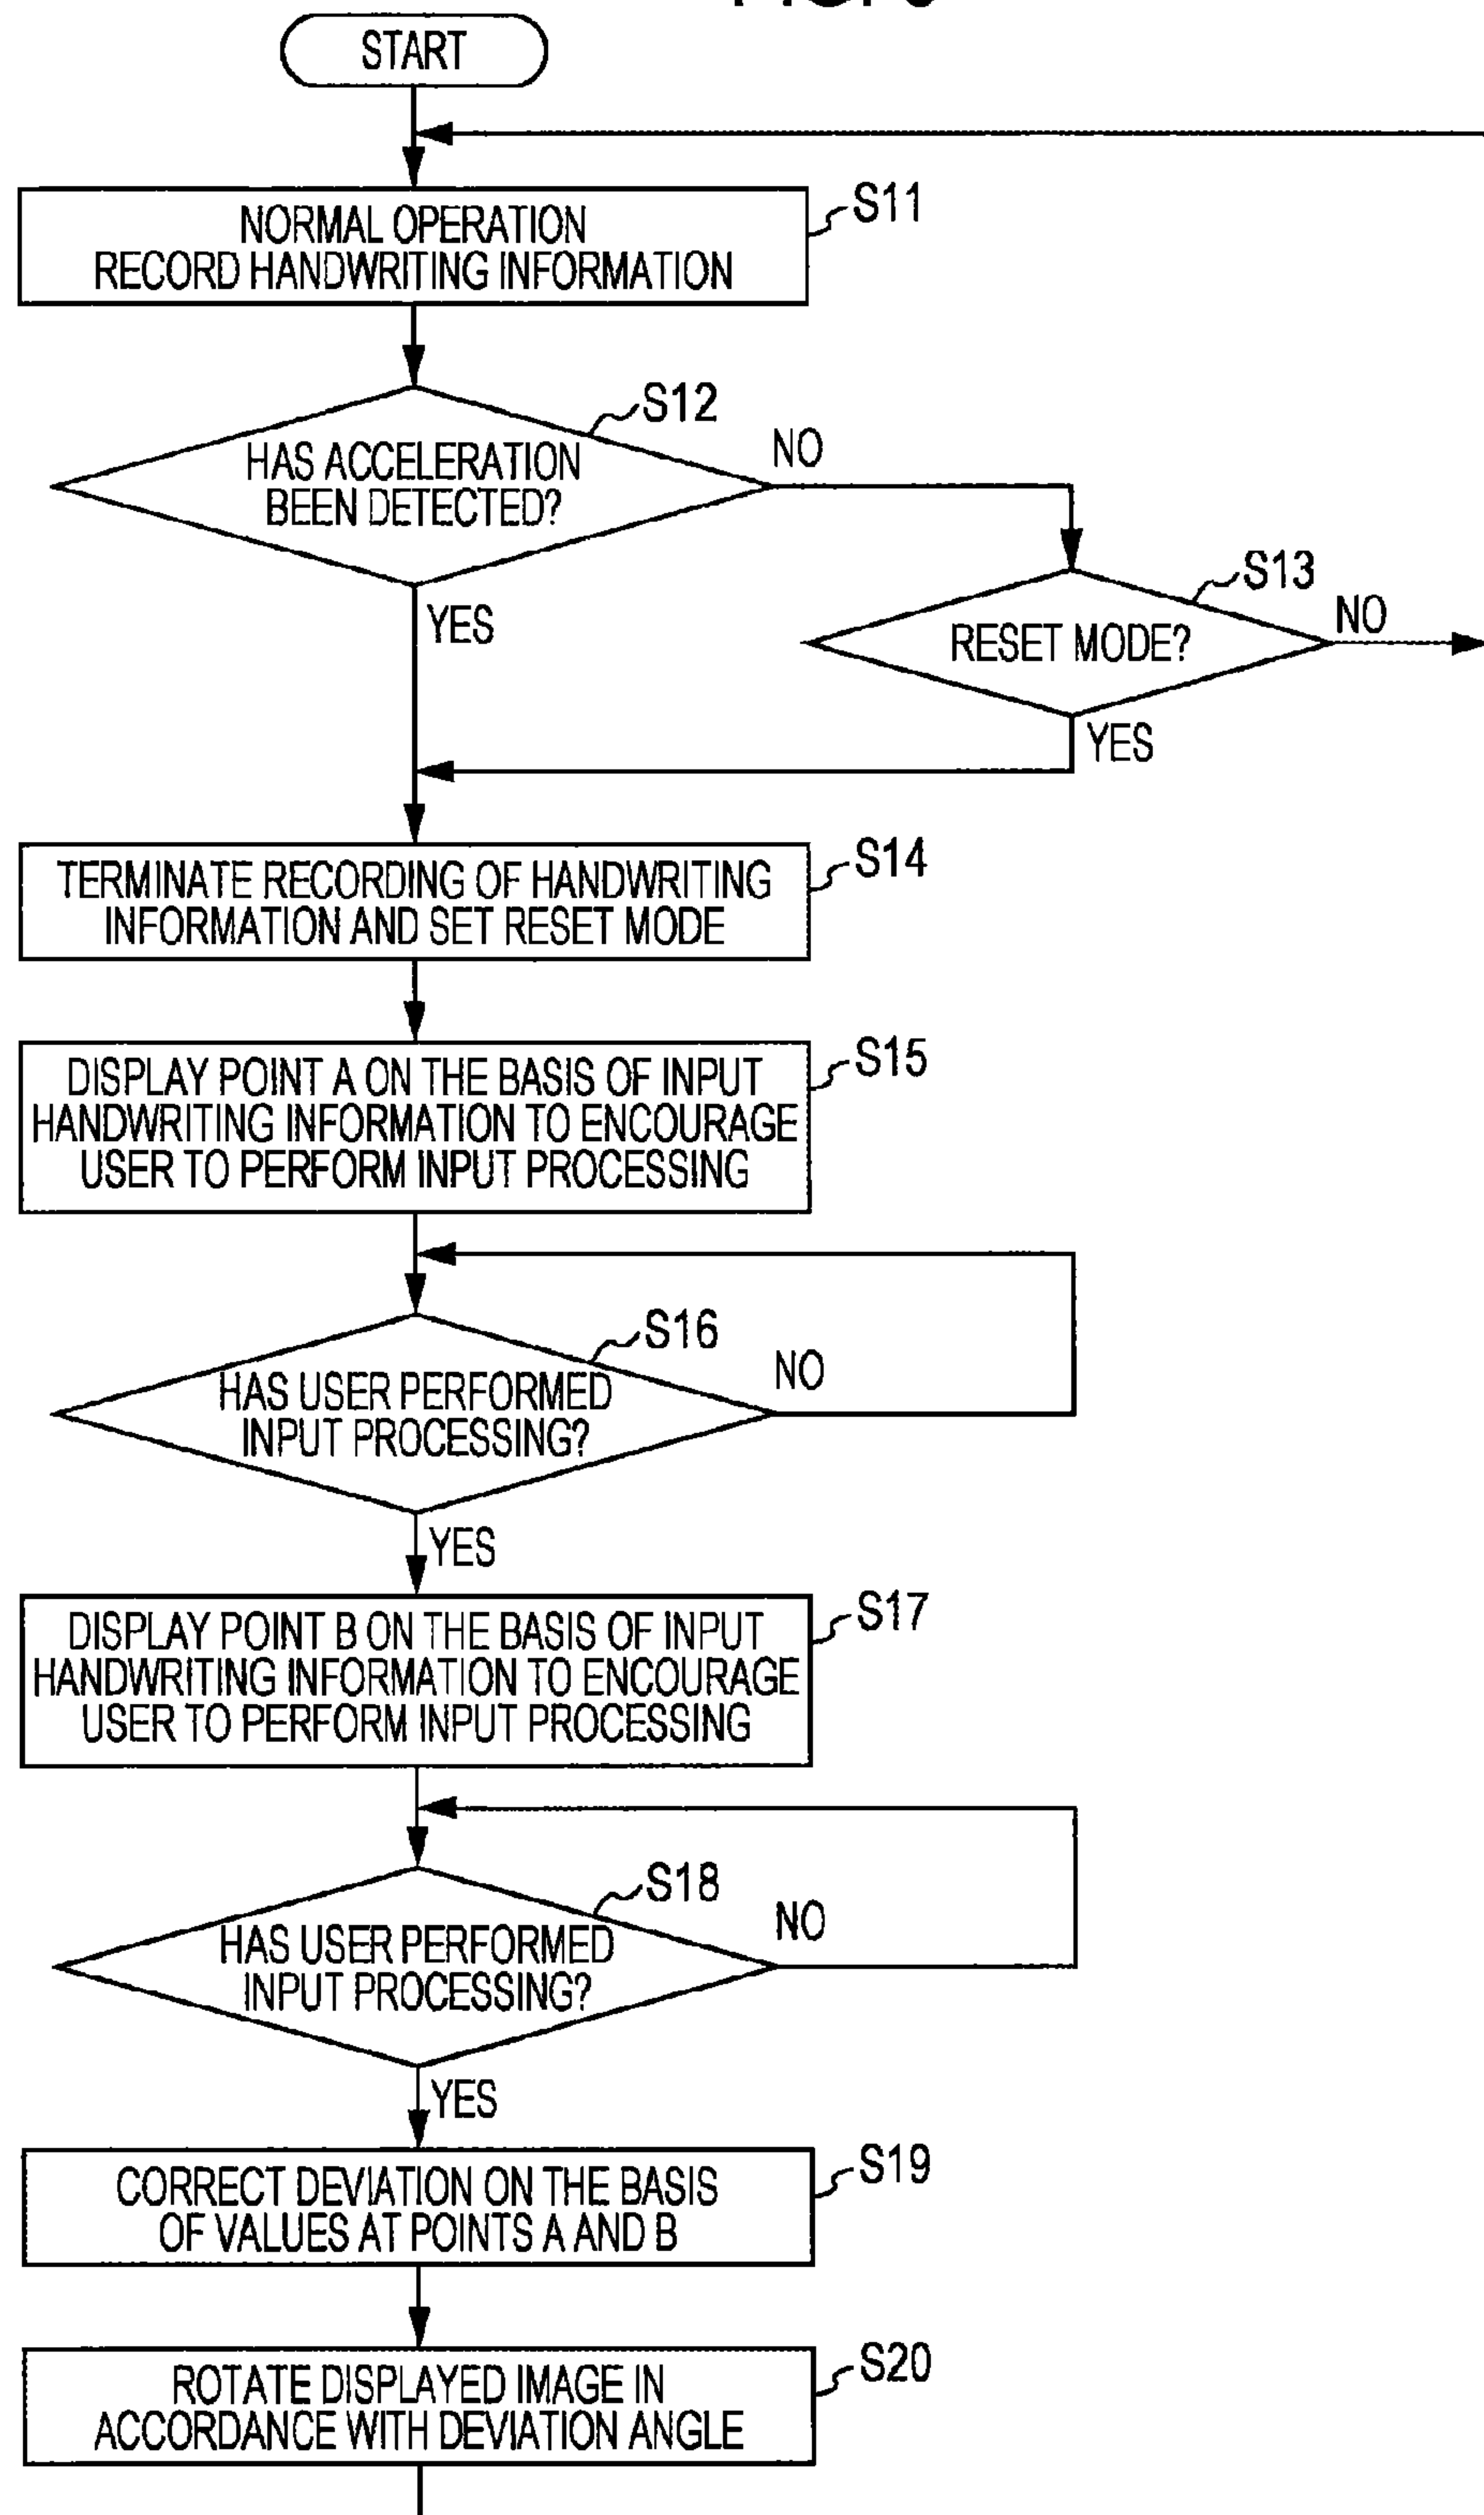 START
S11
NORMAL OPERATION
RECORD HANDWRITING INFORMATION
S12
HAS ACCELERATION
BEEN DETECTED?
NO
YES
S13
RESET MODE?
NO
YES
S14
TERMINATE RECORDING OF HANDWRITING
INFORMATION AND SET RESET MODE
S15
DISPLAY POINT A ON THE BASIS OF INPUT
HANDWRITING INFORMATION TO ENCOURAGE
USER TO PERFORM INPUT PROCESSING
S16
HAS USER PERFORMED
INPUT PROCESSING?
NO
YES
S17
DISPLAY POINT B ON THE BASIS OF INPUT
HANDWRITING INFORMATION TO ENCOURAGE
USER TO PERFORM INPUT PROCESSING
S18
HAS USER PERFORMED
INPUT PROCESSING?
NO
YES
S19
CORRECT DEVIATION ON THE BASIS
OF VALUES AT POINTS A AND B
S20
ROTATE DISPLAYED IMAGE IN
ACCORDANCE WITH DEVIATION ANGLE